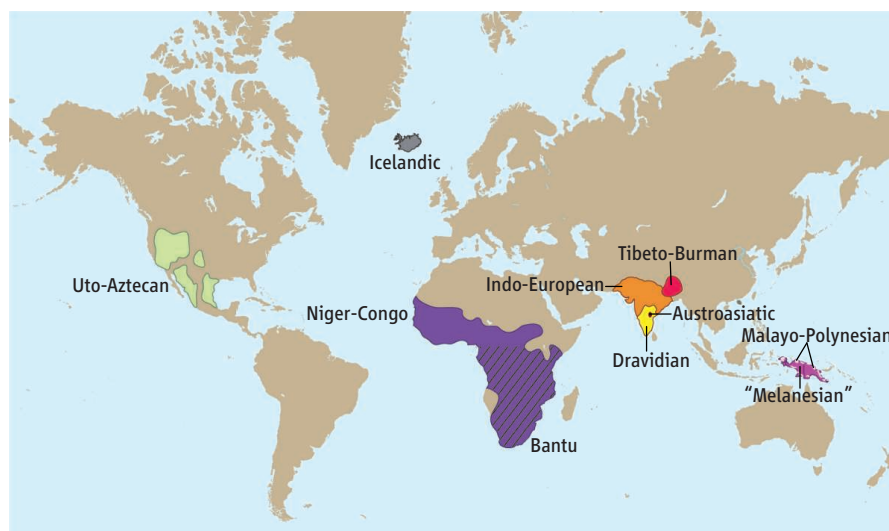 Icelandic
Tibeto-Burman
Uto-Aztecan
Indo-European
Niger-Congo
Austroasiatic
Malayo-Polynesian
Dravidian
“Melanesian”
Bantu